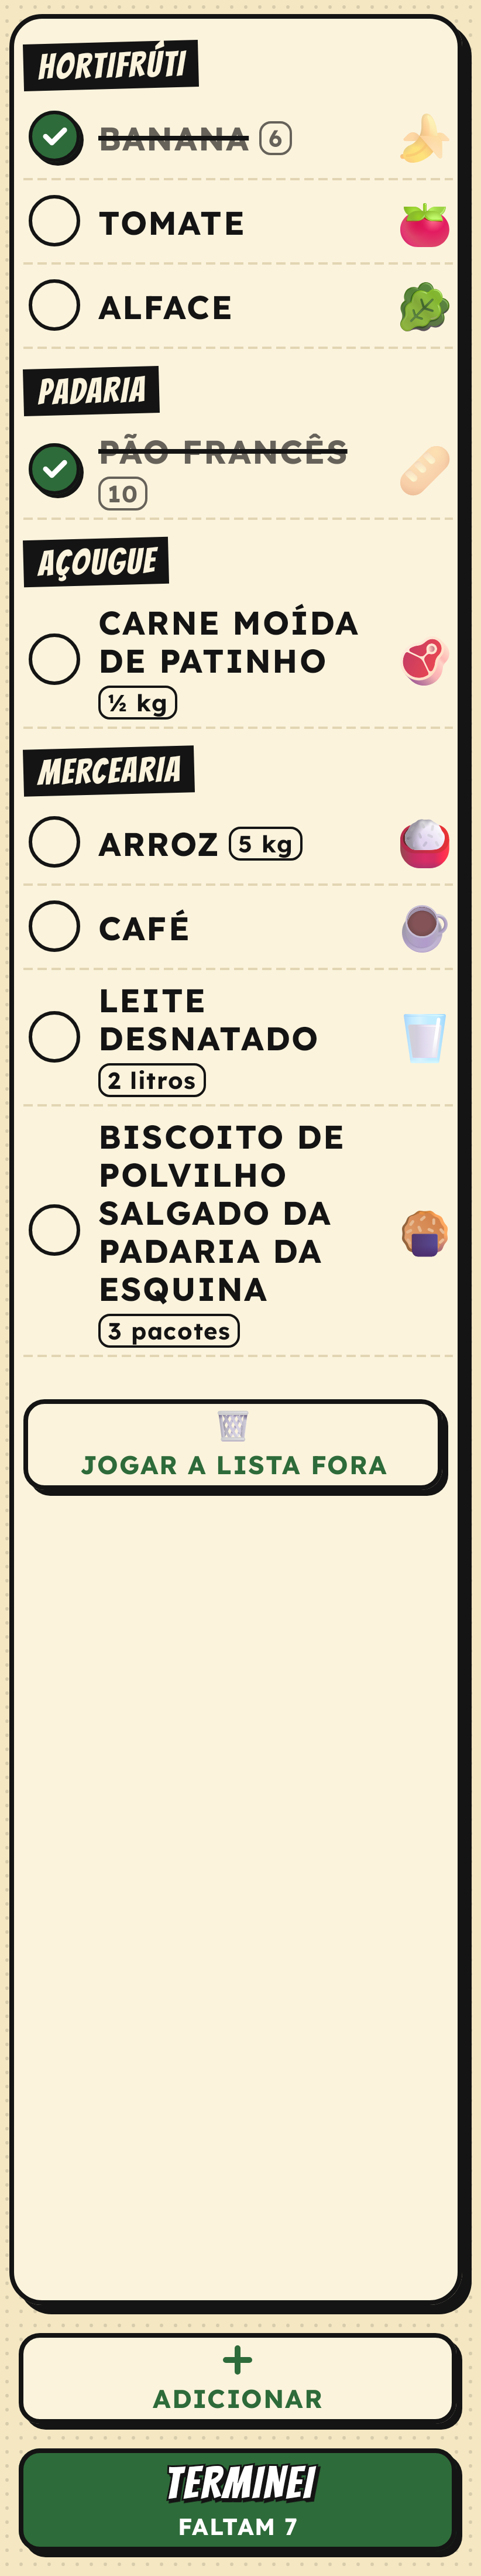 HORTIFRÚTI
BANANA 6
TOMATE
ALFACE
PADARIA
PÃO FRANCÊS
10
AÇOUGUE
CARNE MOÍDA
DE PATINHO
½ kg
MERCEARIA
ARROZ 5 kg
CAFÉ
LEITE
DESNATADO
2 litros
BISCOITO DE
POLVILHO
SALGADO DA
PADARIA DA
ESQUINA
3 pacotes
JOGAR A LISTA FORA
ADICIONAR
TERMINEI
FALTAM 7